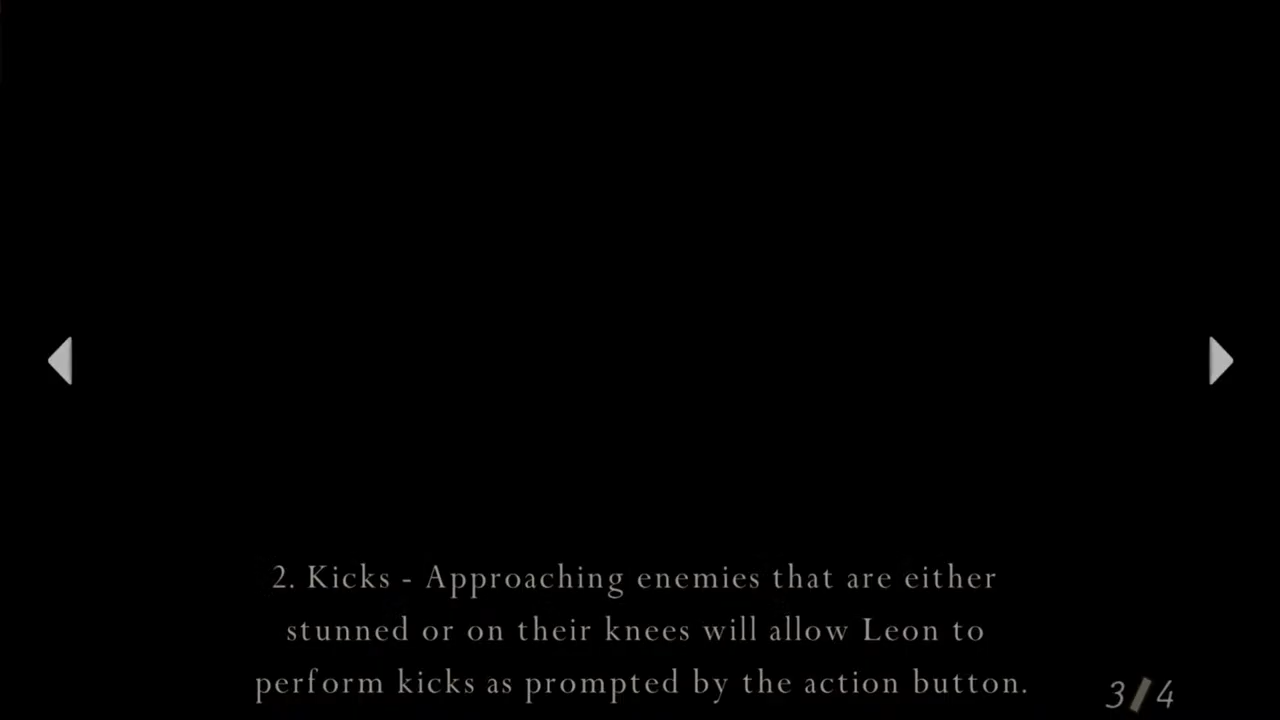 2. Kicks - Approaching enemies that are either
stunned or on their knees will allow Leon to
perform kicks as prompted by the action button.
3/4